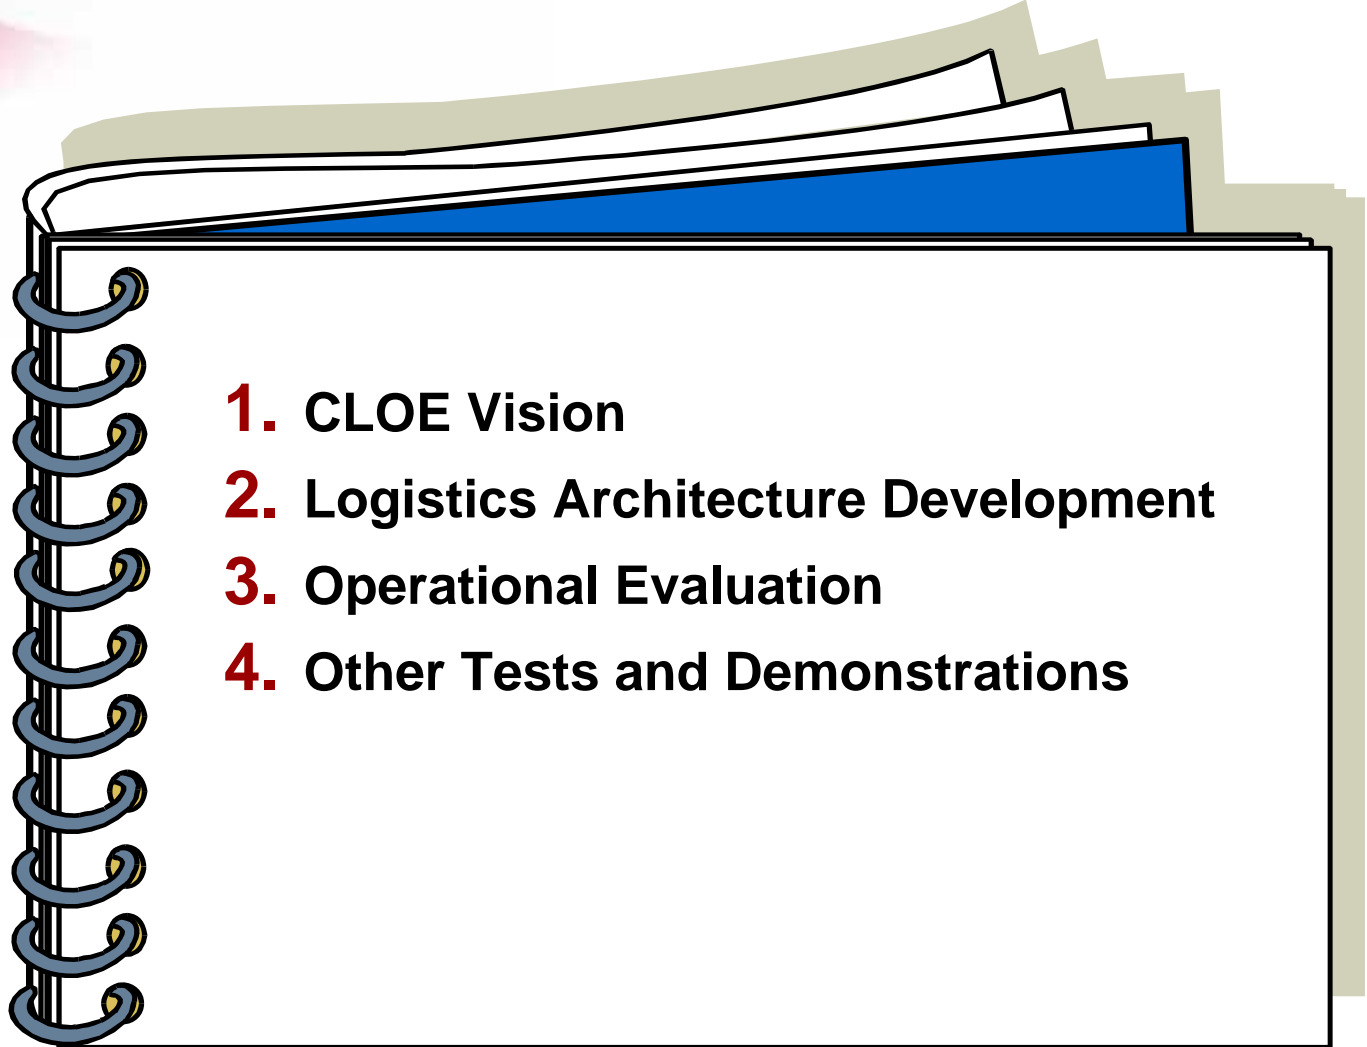 1. CLOE Vision
2. Logistics Architecture Development
3. Operational Evaluation
4. Other Tests and Demonstrations